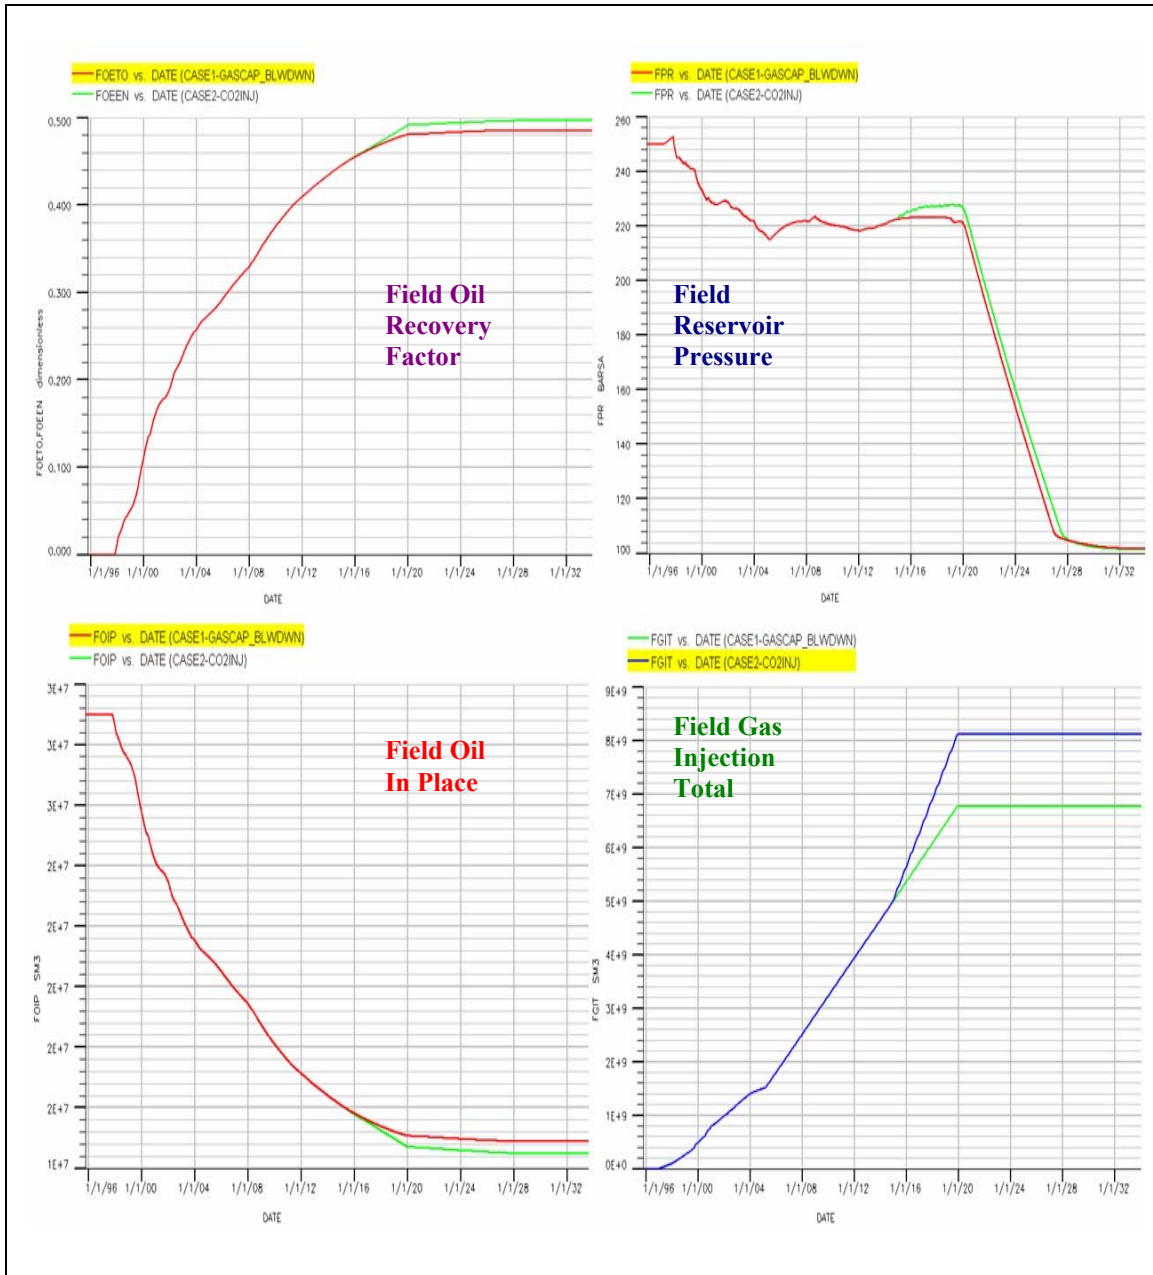 FOETO vs. DATE (CASE1-GASCAP_BLWDWN)
FOEEN vs. DATE (CASE2-CO2INJ)
0.500
0.400
0.300
0.200
0.100
0.000
FOETO,FOEEN dimensionless
Field Oil
Recovery
Factor
1/1/96 1/1/00 1/1/04 1/1/08 1/1/12 1/1/16 1/1/20 1/1/24 1/1/28 1/1/32
DATE
FPR vs. DATE (CASE1-GASCAP_BLWDWN)
FPR vs. DATE (CASE2-CO2INJ)
260
240
220
200
180
160
140
120
100
FPR BARSA
Field
Reservoir
Pressure
1/1/96 1/1/00 1/1/04 1/1/08 1/1/12 1/1/16 1/1/20 1/1/24 1/1/28 1/1/32
DATE
FOIP vs. DATE (CASE1-GASCAP_BLWDWN)
FOIP vs. DATE (CASE2-CO2INJ)
3E+7
3E+7
3E+7
2E+7
2E+7
2E+7
2E+7
2E+7
1E+7
FOIP SM3
Field Oil
In Place
1/1/96 1/1/00 1/1/04 1/1/08 1/1/12 1/1/16 1/1/20 1/1/24 1/1/28 1/1/32
DATE
FGIT vs. DATE (CASE1-GASCAP_BLWDWN)
FGIT vs. DATE (CASE2-CO2INJ)
9E+9
8E+9
7E+9
6E+9
5E+9
4E+9
3E+9
2E+9
1E+9
0E+0
FGIT SM3
Field Gas
Injection
Total
1/1/96 1/1/00 1/1/04 1/1/08 1/1/12 1/1/16 1/1/20 1/1/24 1/1/28 1/1/32
DATE